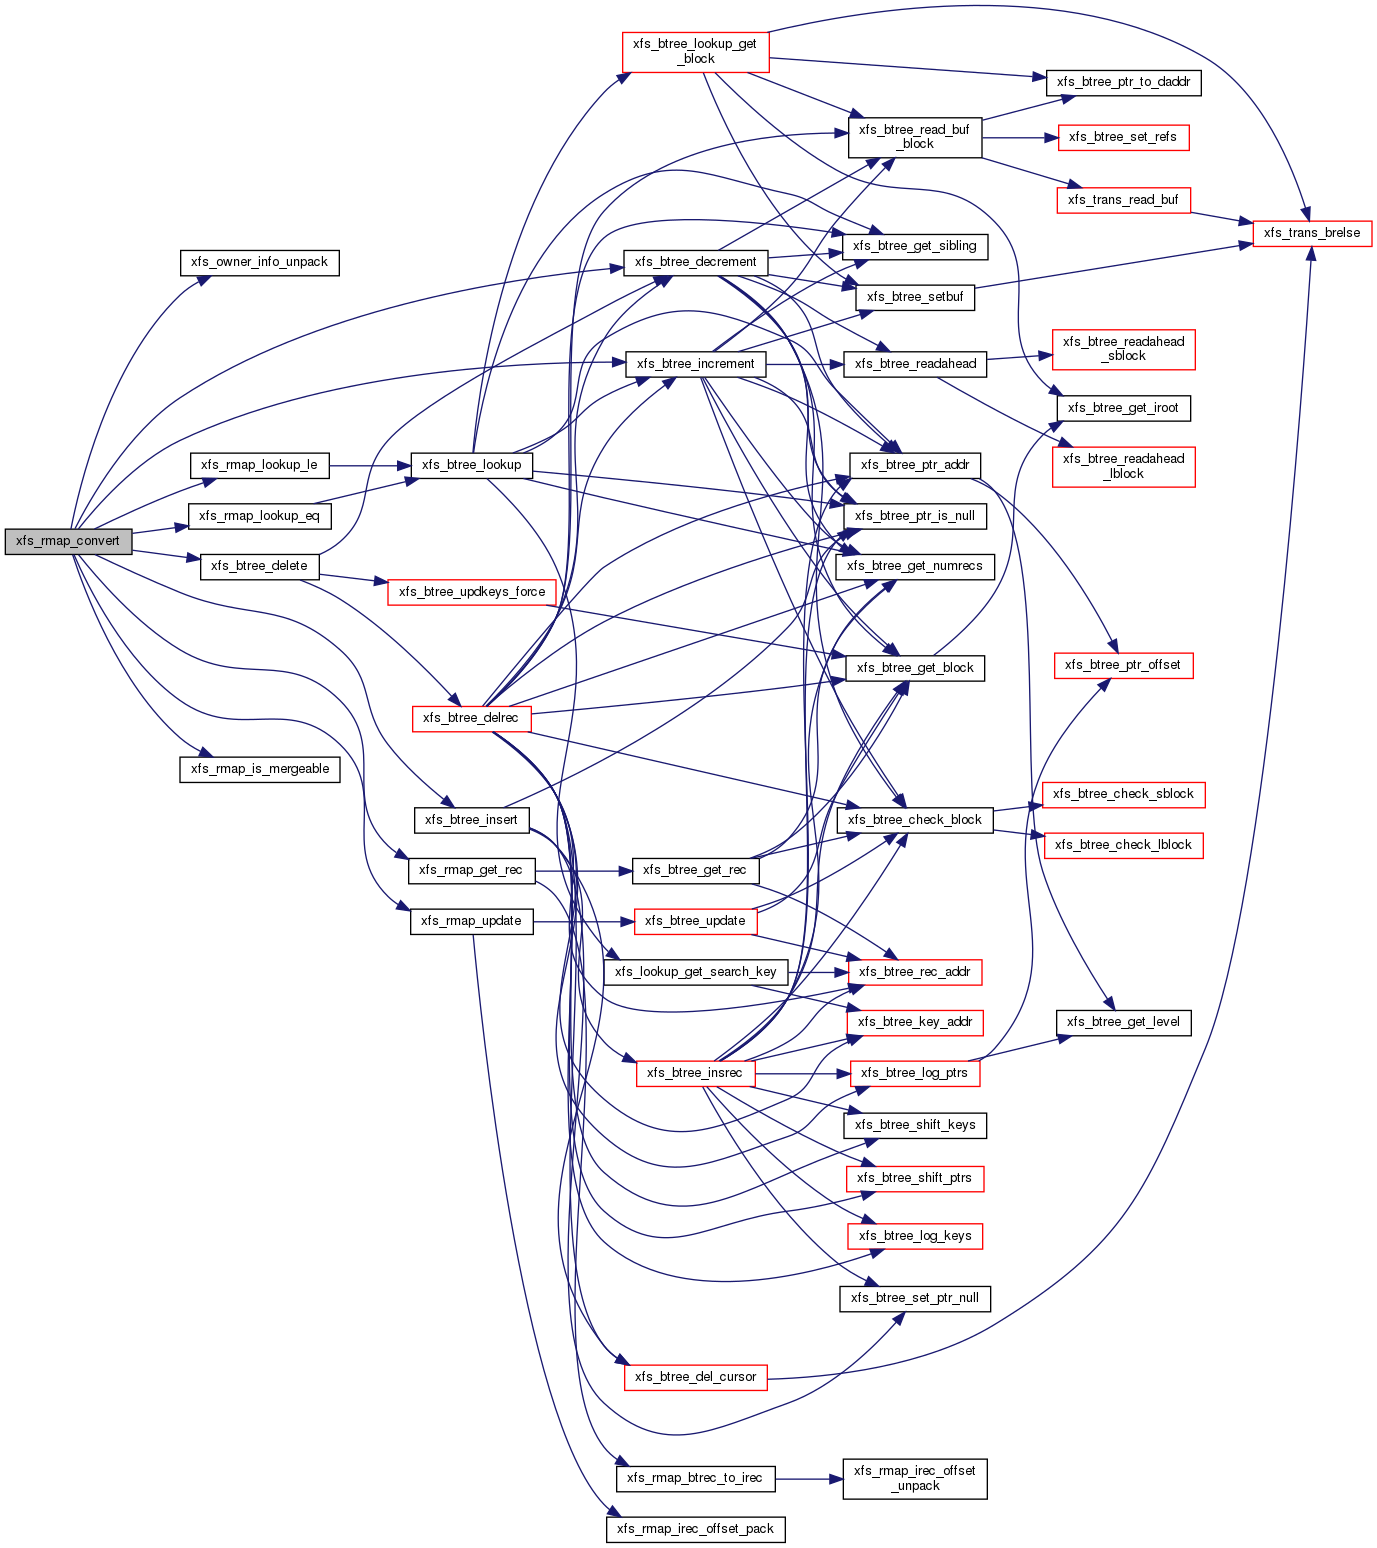 xfs_btree_lookup_get
_block
xfs_btree_ptr_to_daddr
xfs_btree_read_buf
_block
xfs_btree_set_refs
xfs_trans_read_buf
xfs_trans_brelse
xfs_owner_info_unpack
xfs_btree_decrement
xfs_btree_get_sibling
xfs_btree_setbuf
xfs_btree_readahead
_sblock
xfs_btree_increment
xfs_btree_readahead
xfs_btree_get_iroot
xfs_rmap_lookup_le
xfs_btree_lookup
xfs_btree_ptr_addr
xfs_btree_readahead
_lblock
xfs_rmap_lookup_eq
xfs_btree_ptr_is_null
xfs_rmap_convert
xfs_btree_delete
xfs_btree_get_numrecs
xfs_btree_updkeys_force
xfs_btree_get_block
xfs_btree_ptr_offset
xfs_btree_delrec
xfs_rmap_is_mergeable
xfs_btree_check_sblock
xfs_btree_insert
xfs_btree_check_block
xfs_btree_check_lblock
xfs_rmap_get_rec
xfs_btree_get_rec
xfs_rmap_update
xfs_btree_update
xfs_lookup_get_search_key
xfs_btree_rec_addr
xfs_btree_key_addr
xfs_btree_get_level
xfs_btree_insrec
xfs_btree_log_ptrs
xfs_btree_shift_keys
xfs_btree_shift_ptrs
xfs_btree_log_keys
xfs_btree_set_ptr_null
xfs_btree_del_cursor
xfs_rmap_btrec_to_irec
xfs_rmap_irec_offset
_unpack
xfs_rmap_irec_offset_pack